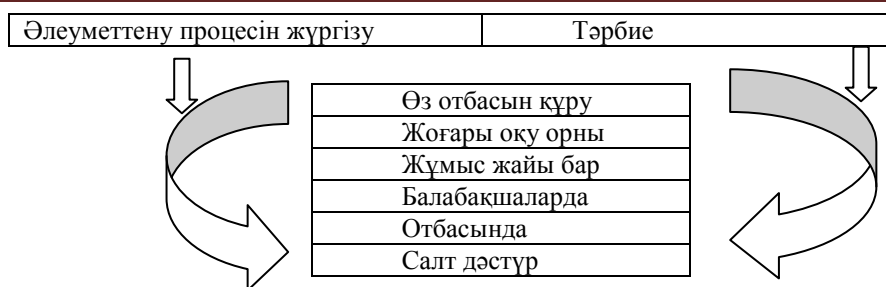 Әлеуметтену процесін жүргізу
Тәрбие
Өз отбасын құру
Жоғары оқу орны
Жұмыс жайы бар
Балабақшаларда
Отбасында
Салт дәстүр